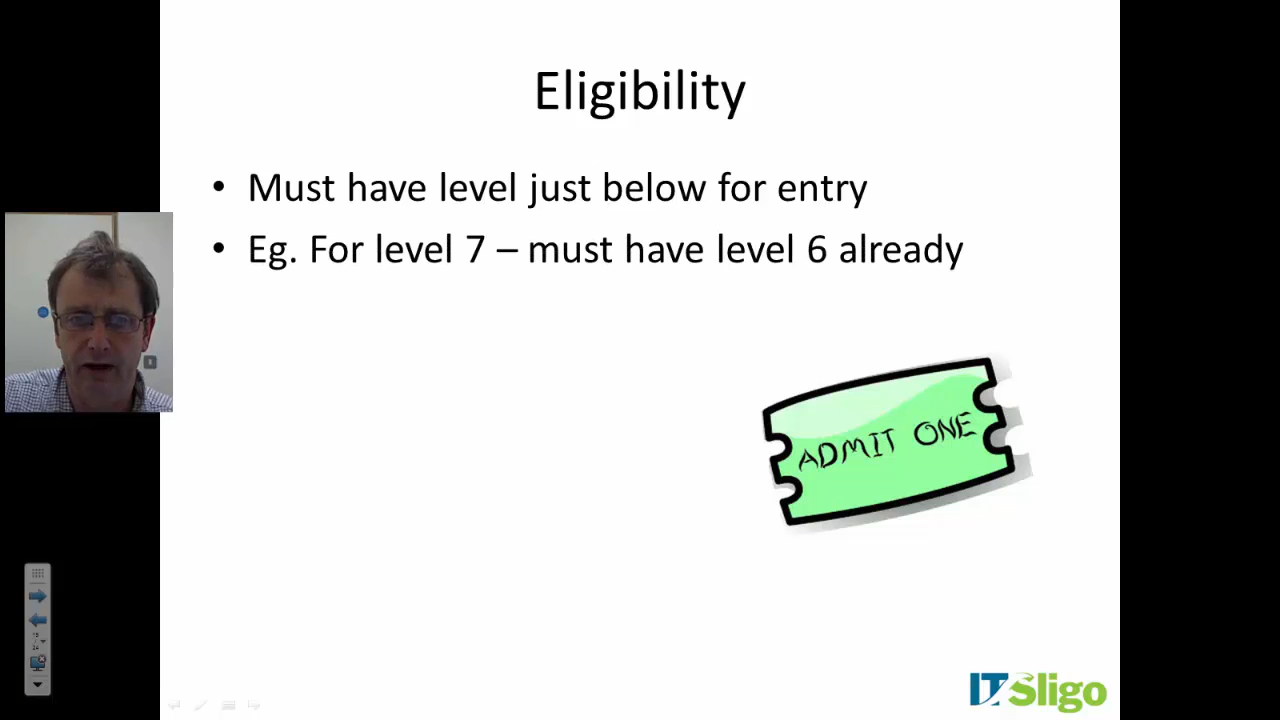 Eligibility
• Must have level just below for entry
• Eg. For level 7 – must have level 6 already
ADMIT ONE
IT Sligo